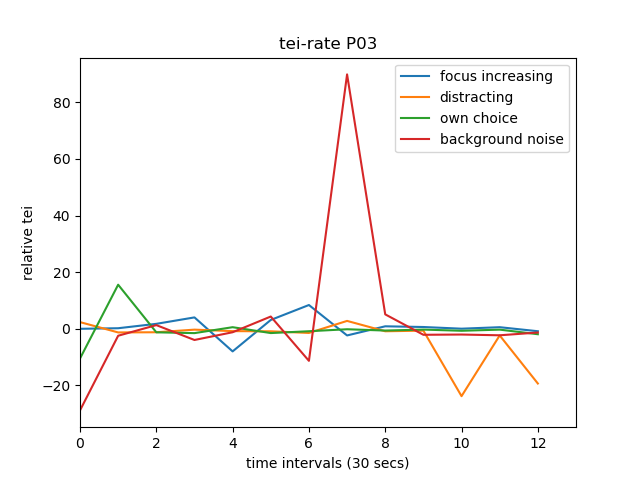 tei-rate P03
focus increasing
distracting
own choice
background noise
relative tei
80
60
40
20
0
−20
0 2 4 6 8 10 12
time intervals (30 secs)